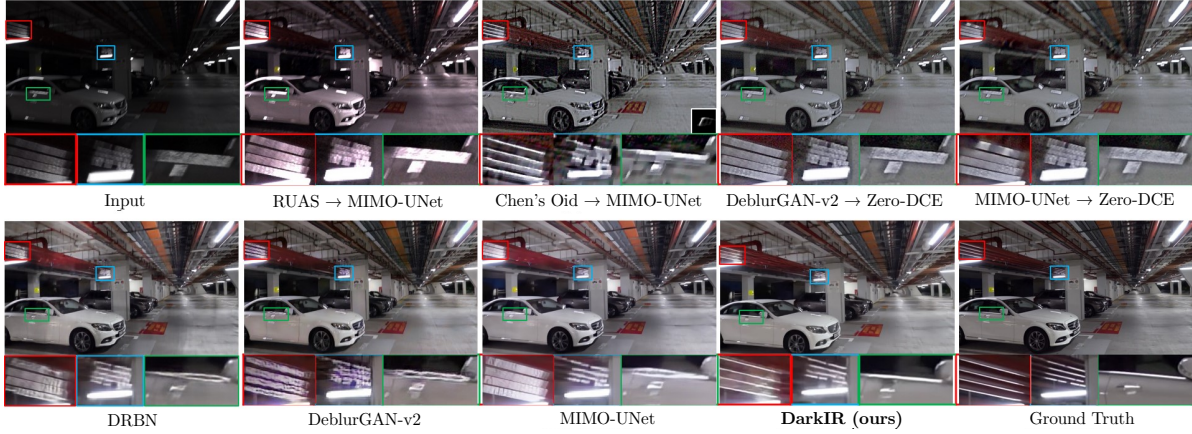 Input
RUAS → MIMO-UNet
Chen's Oid → MIMO-UNet
DeblurGAN-v2 → Zero-DCE
MIMO-UNet → Zero-DCE
DRBN
DeblurGAN-v2
MIMO-UNet
DarkIR (ours)
Ground Truth